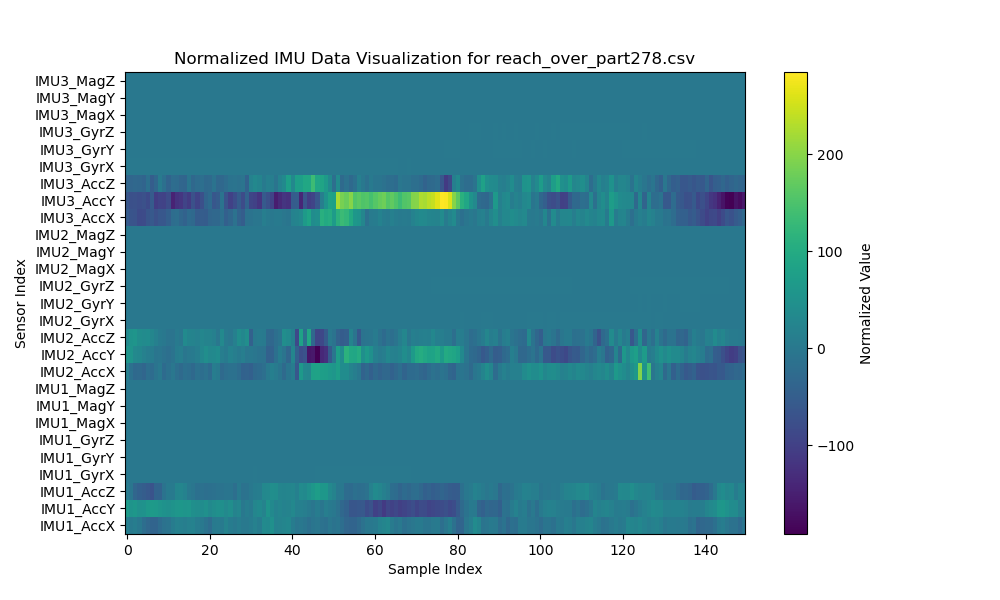 Normalized IMU Data Visualization for reach_over_part278.csv
IMU3_MagZ
IMU3_MagY
IMU3_MagX
IMU3_GyrZ
IMU3_GyrY
IMU3_GyrX
IMU3_AccZ
IMU3_AccY
IMU3_AccX
IMU2_MagZ
IMU2_MagY
IMU2_MagX
IMU2_GyrZ
IMU2_GyrY
IMU2_GyrX
IMU2_AccZ
IMU2_AccY
IMU2_AccX
IMU1_MagZ
IMU1_MagY
IMU1_MagX
IMU1_GyrZ
IMU1_GyrY
IMU1_GyrX
IMU1_AccZ
IMU1_AccY
IMU1_AccX
Sensor Index
0 20 40 60 80 100 120 140
Sample Index
200
100
0
−100
Normalized Value